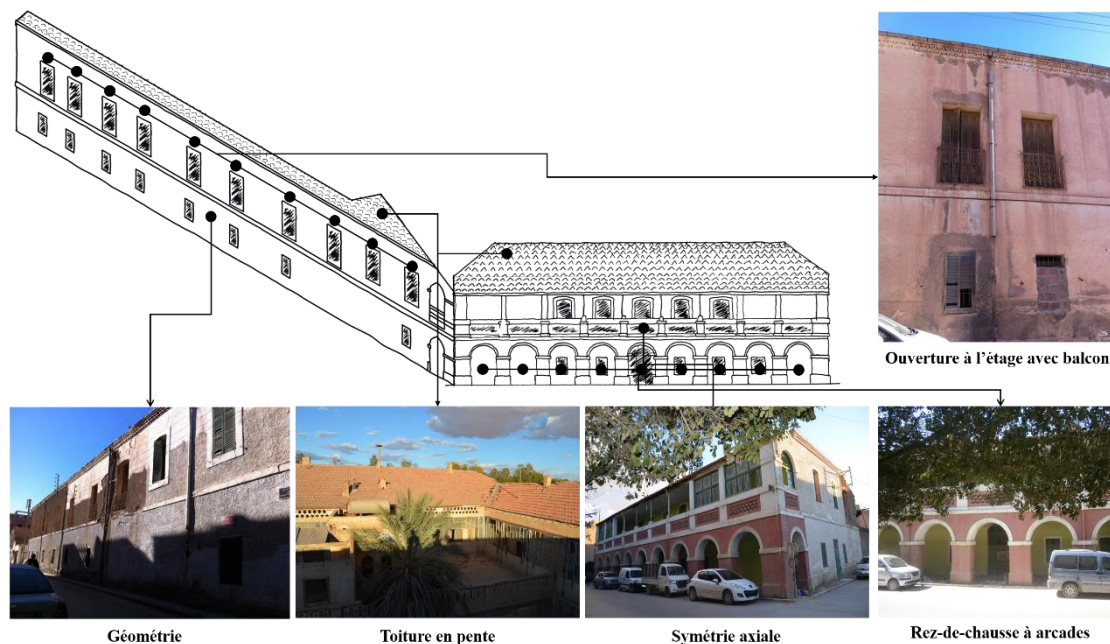 Ouverture à l'étage avec balcon
Géométrie
Toiture en pente
Symétrie axiale
Rez-de-chausse à arcades